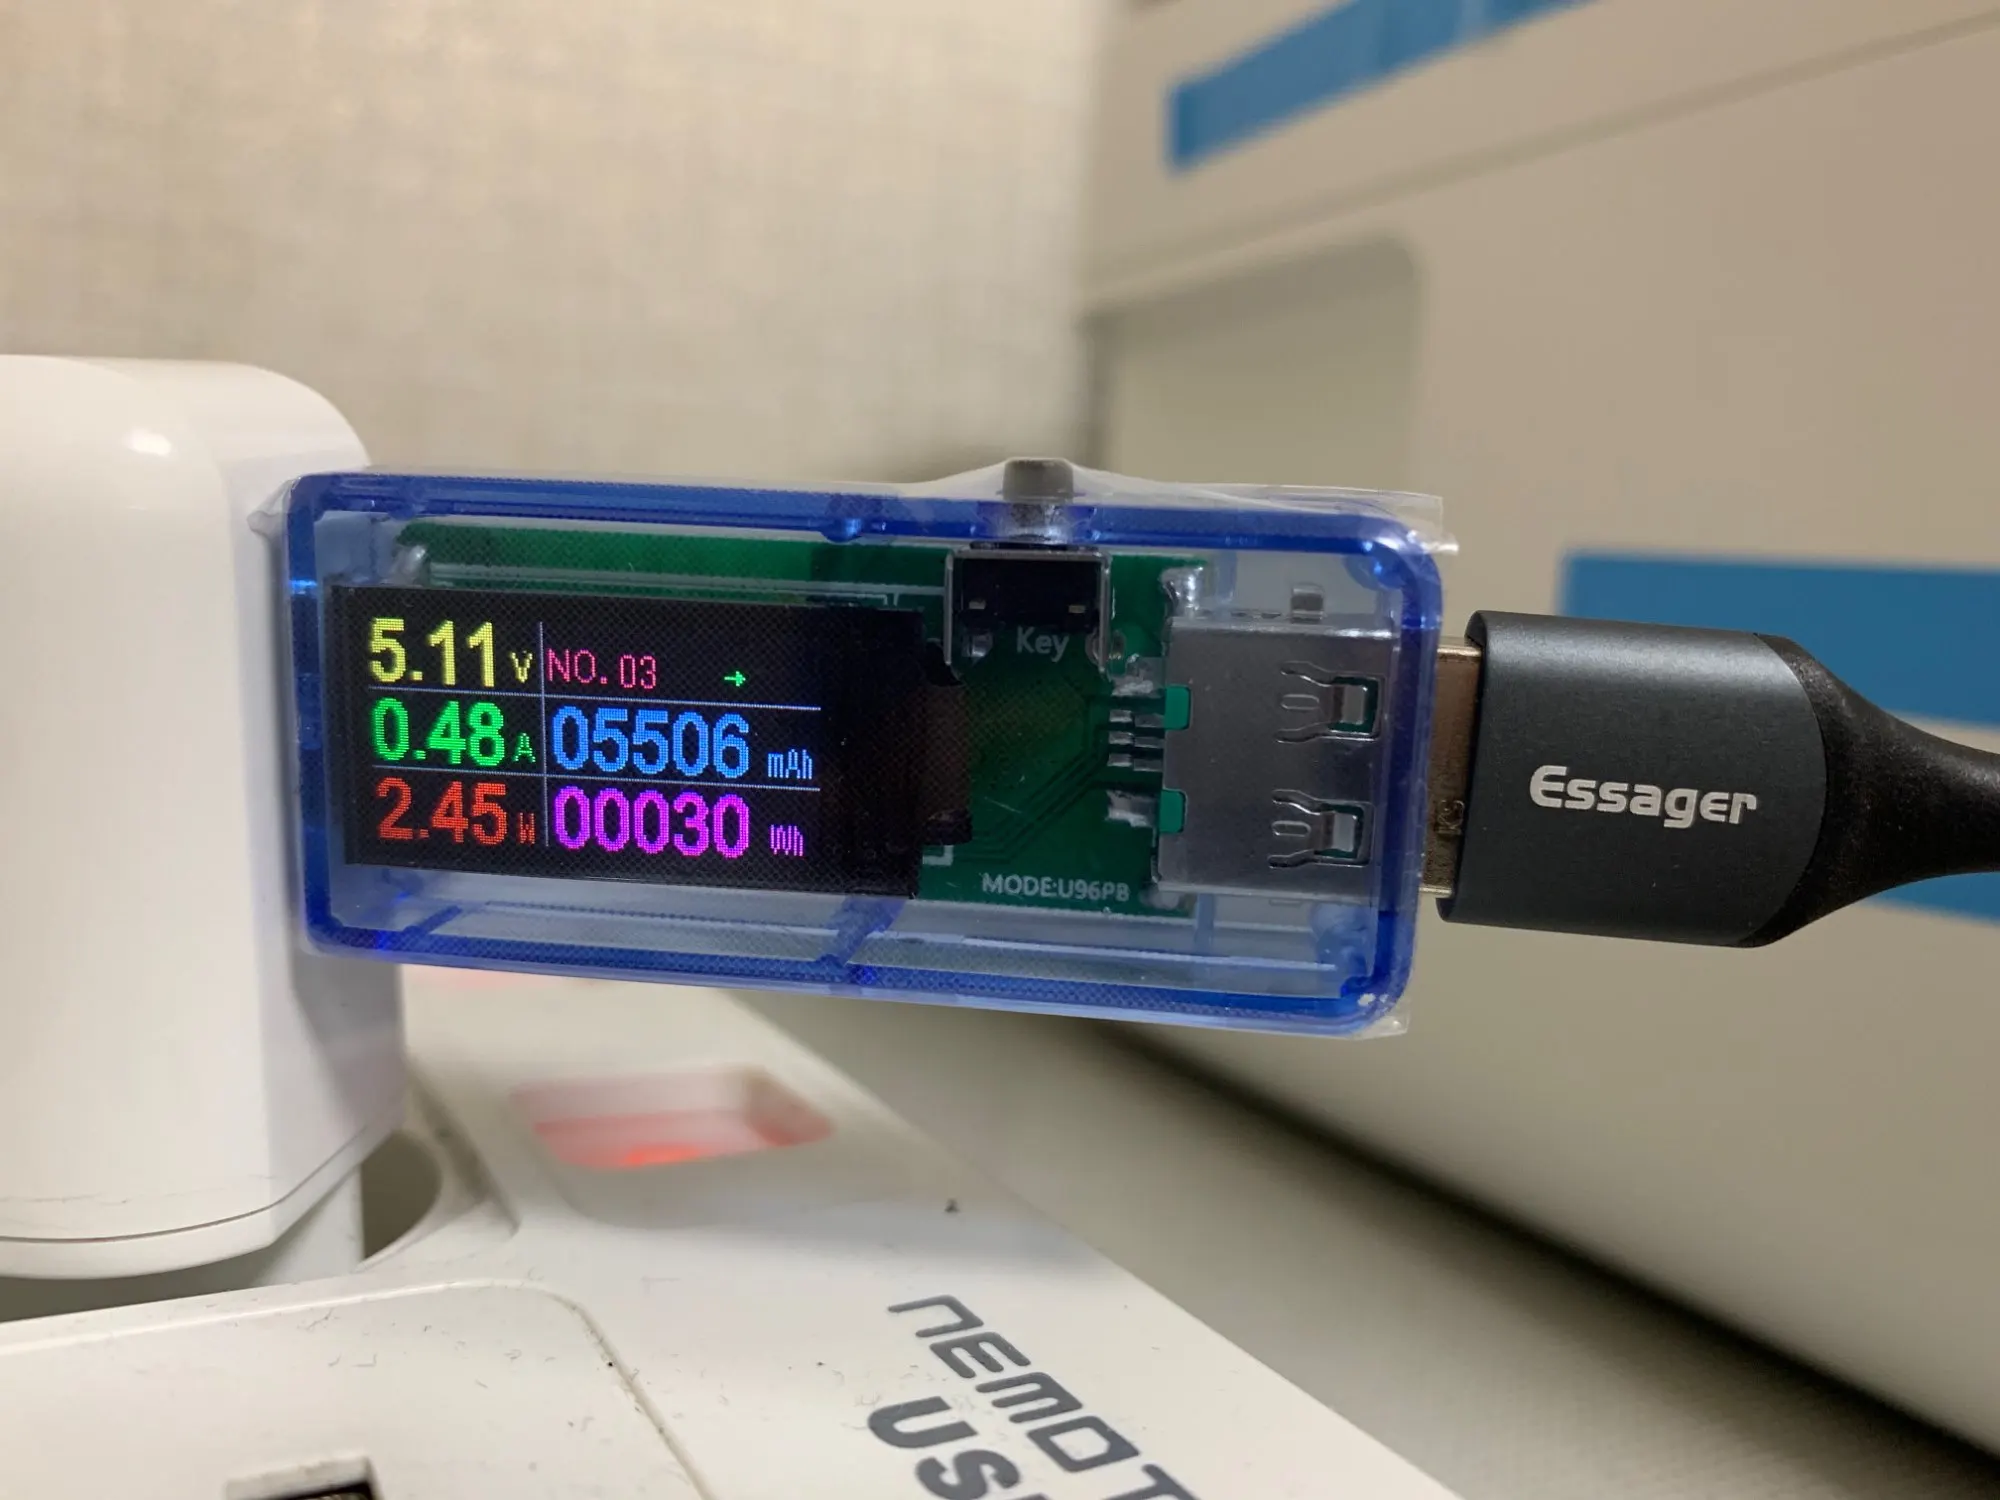 5.11 V NO. 03 →
0.48 A 05506 mAh
2.45 W 00030 Wh
Key
MODE:U96PB
Essager
NEMOT
US